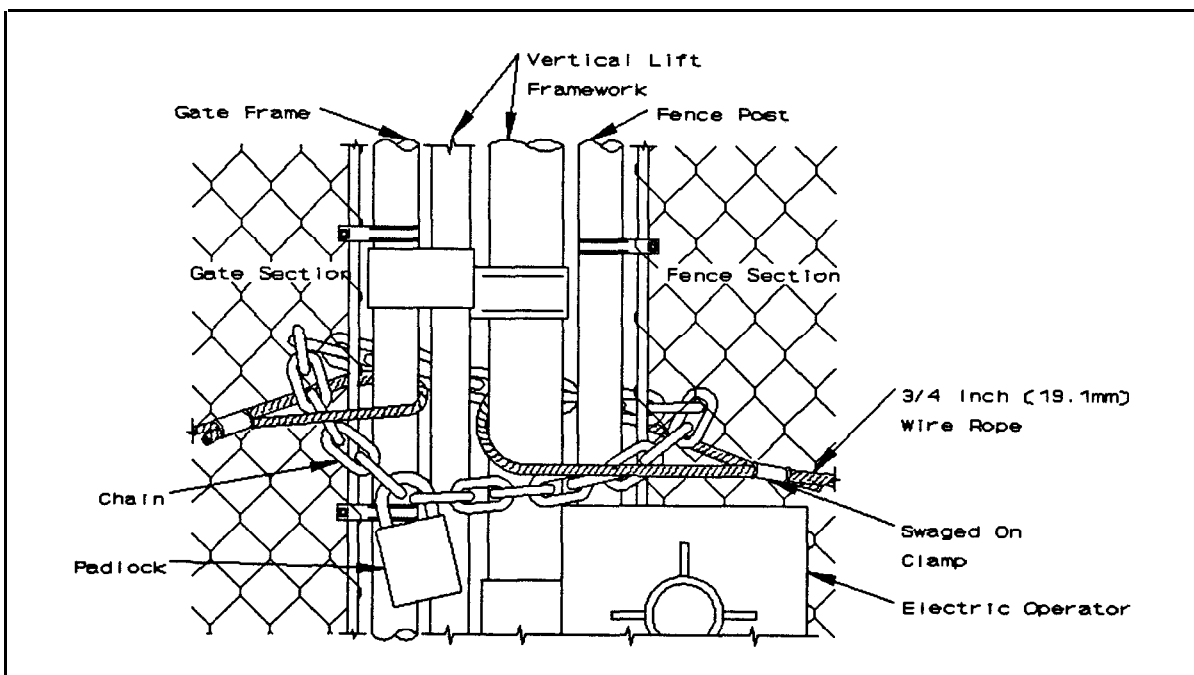 Vertical Lift
Framework
Gate Frame
Fence Post
Gate Section
Fence Section
3/4 Inch (19.1mm)
Wire Rope
Chain
Swaged On
Clamp
Padlock
Electric Operator